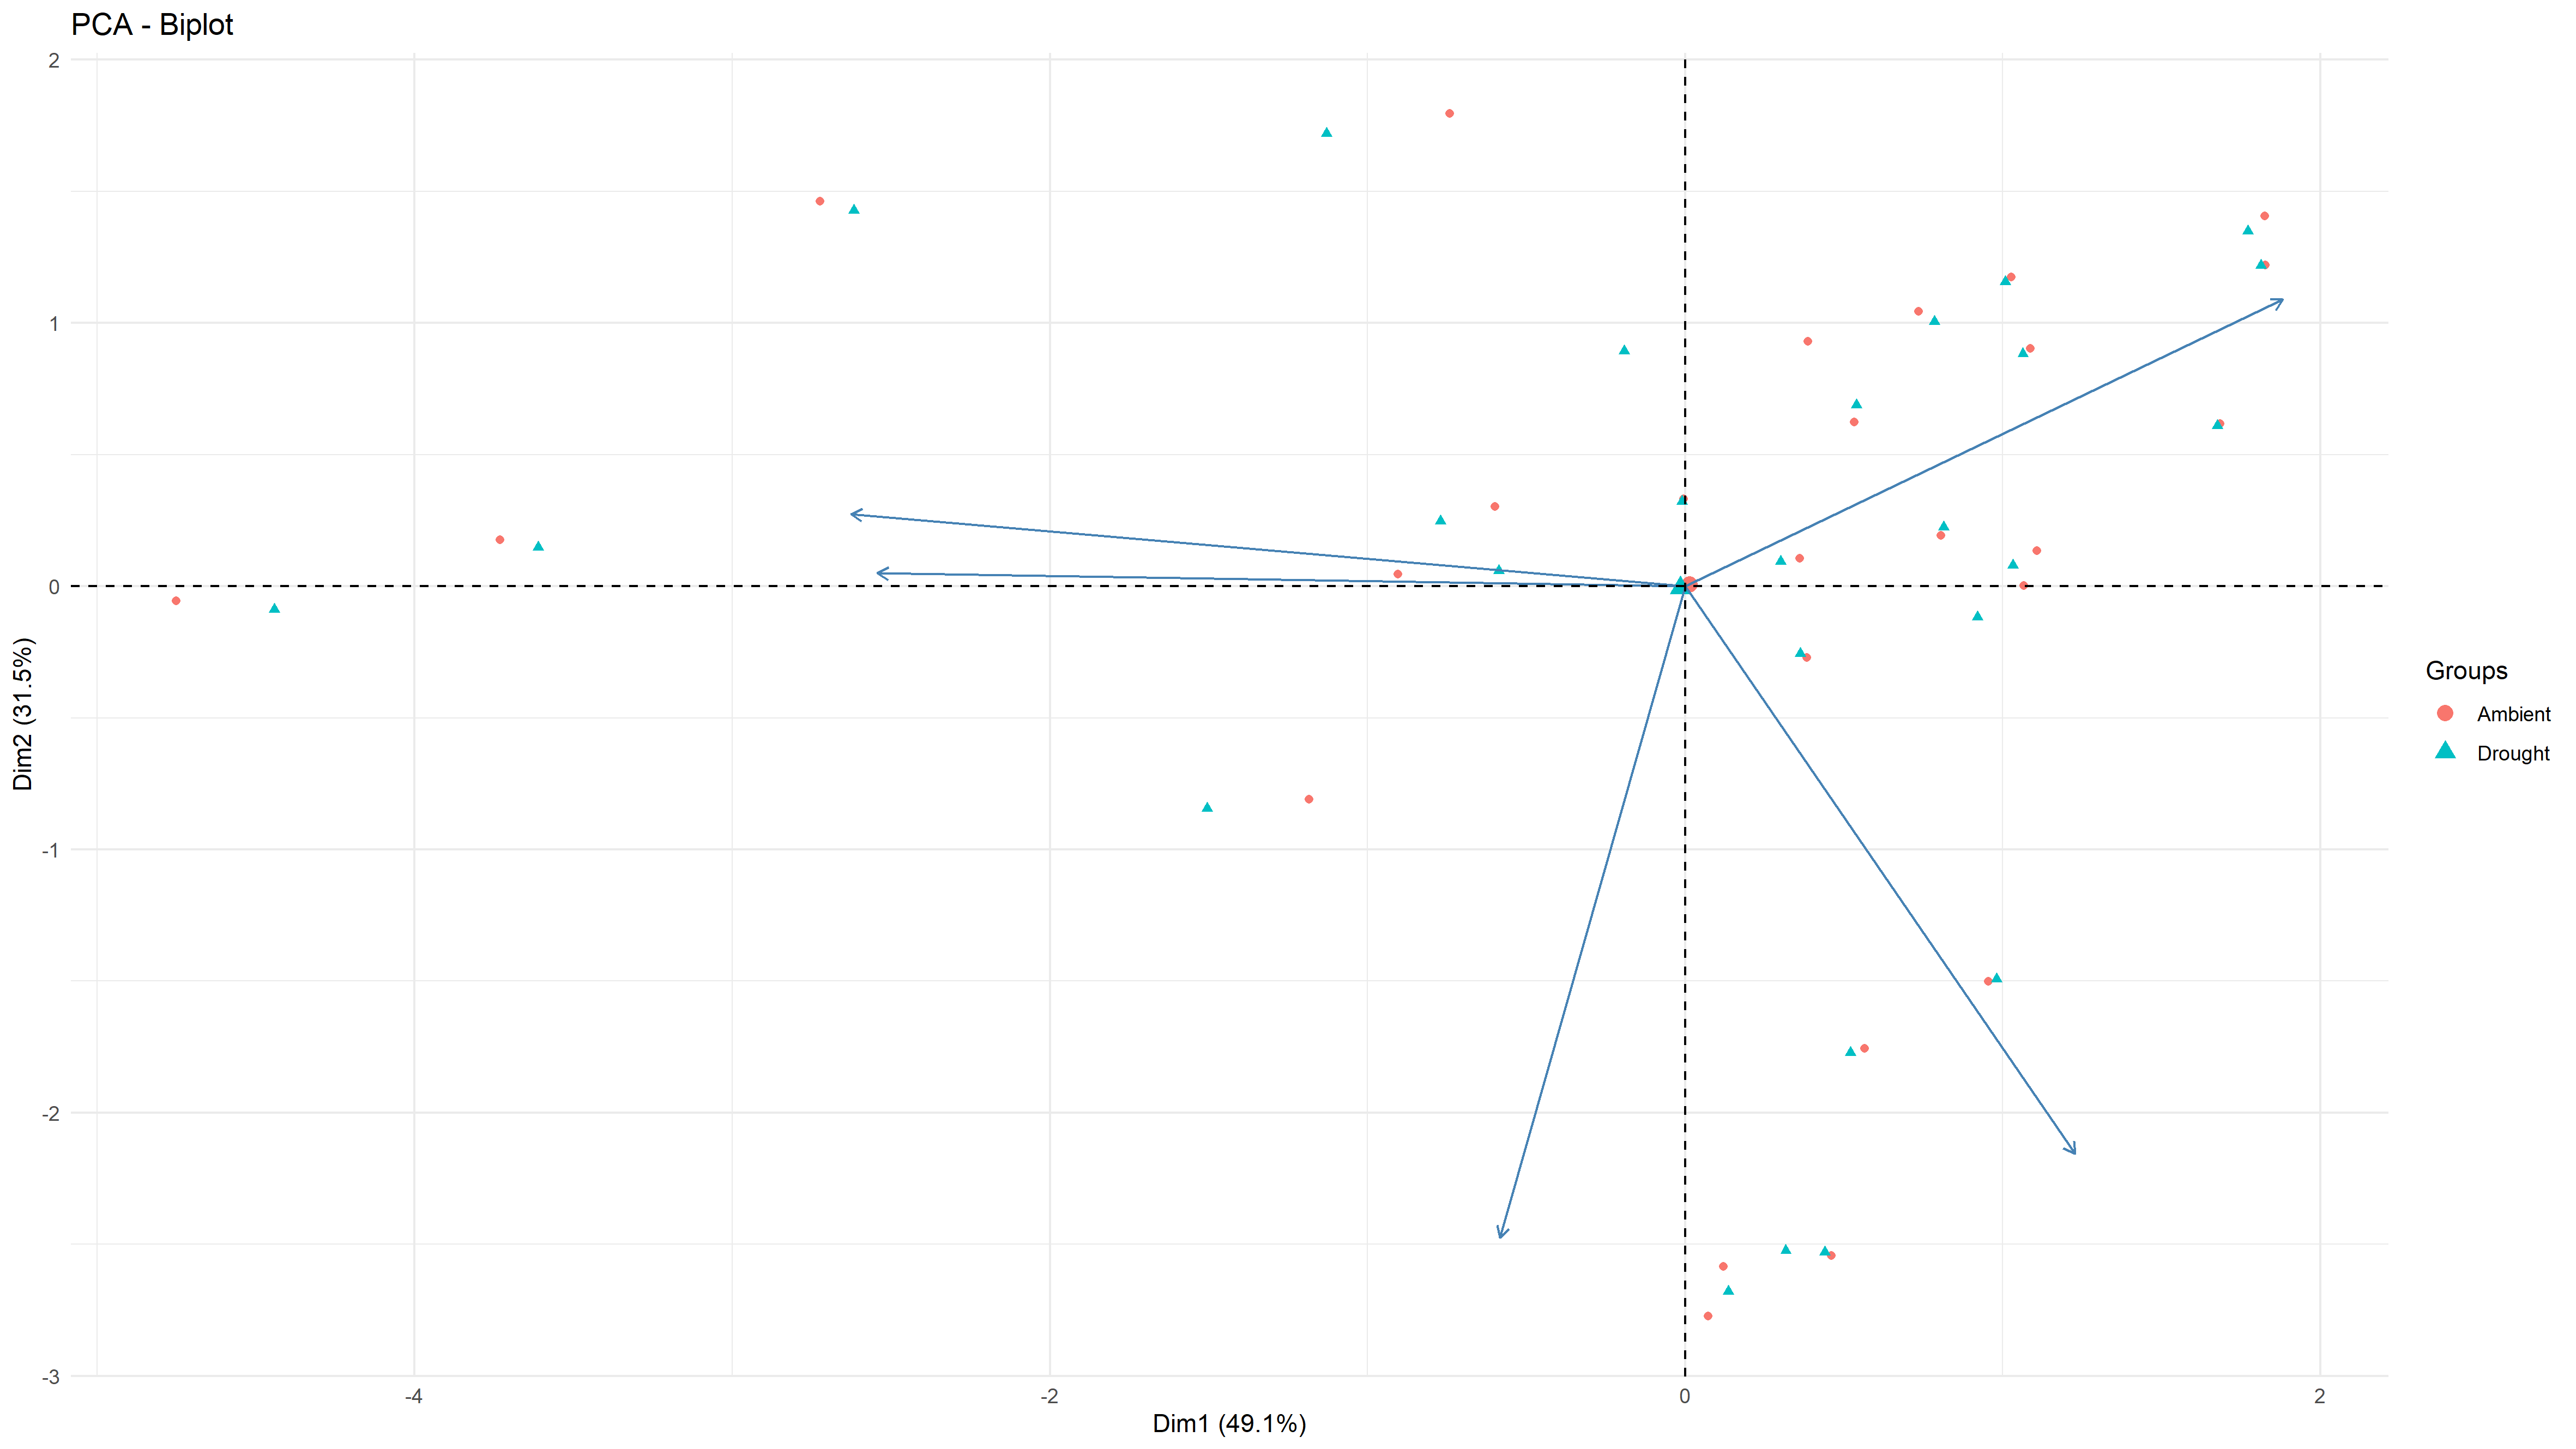 PCA - Biplot
2
1
0
-1
-2
-3
Dim2 (31.5%)
-4
-2
0
2
Dim1 (49.1%)
Groups
Ambient
Drought